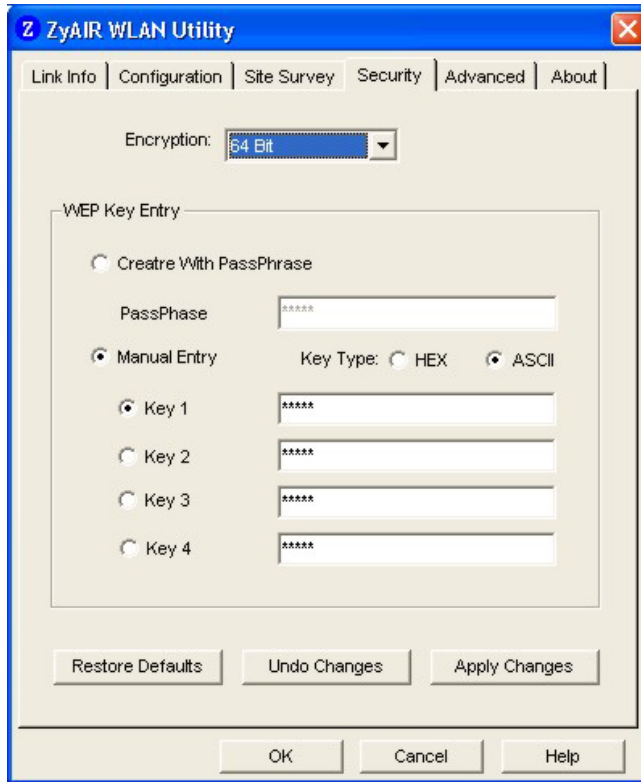 Z ZyAIR WLAN Utility
Link Info Configuration Site Survey Security Advanced About
Encryption: 64 Bit
WEP Key Entry
Creatre With PassPhrase
PassPhase *****
Manual Entry Key Type: HEX ASCII
Key 1 *****
Key 2 *****
Key 3 *****
Key 4 *****
Restore Defaults Undo Changes Apply Changes
OK Cancel Help